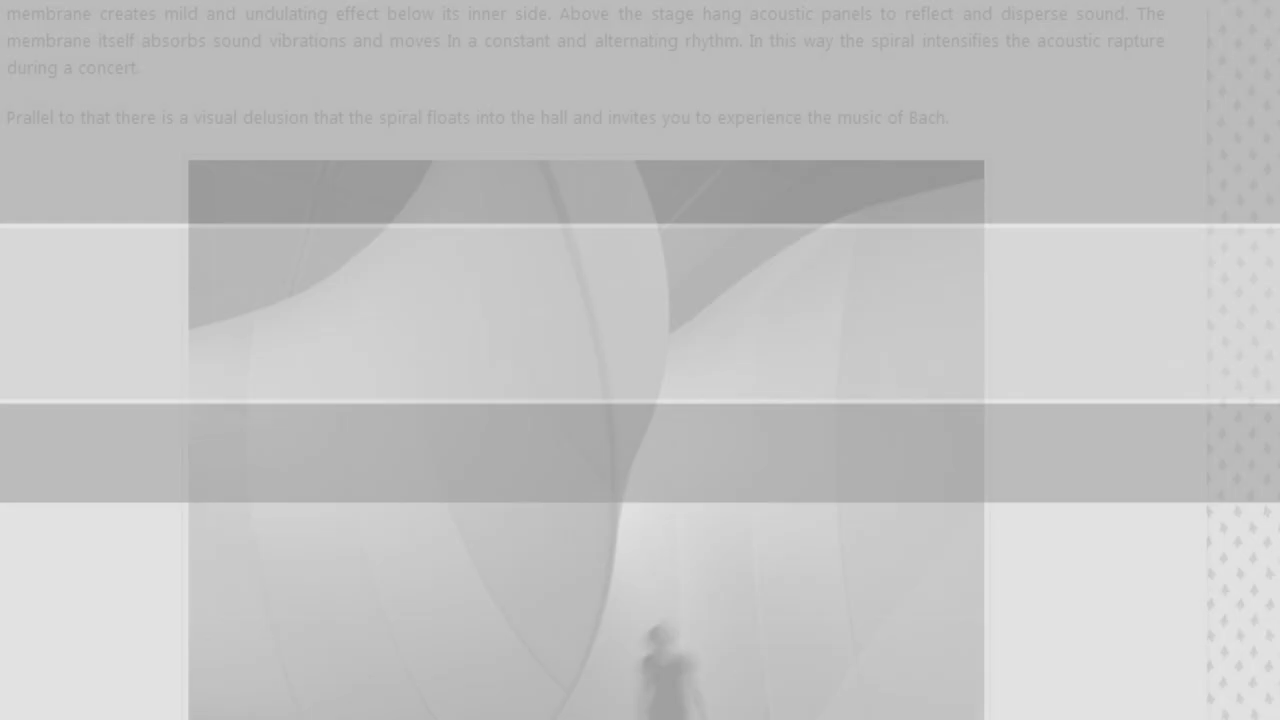 membrane creates mild and undulating effect below its inner side. Above the stage hang acoustic panels to reflect and disperse sound. The
membrane itself absorbs sound vibrations and moves In a constant and alternating rhythm. In this way the spiral intensifies the acoustic rapture
during a concert.
Prallel to that there is a visual delusion that the spiral floats into the hall and invites you to experience the music of Bach.